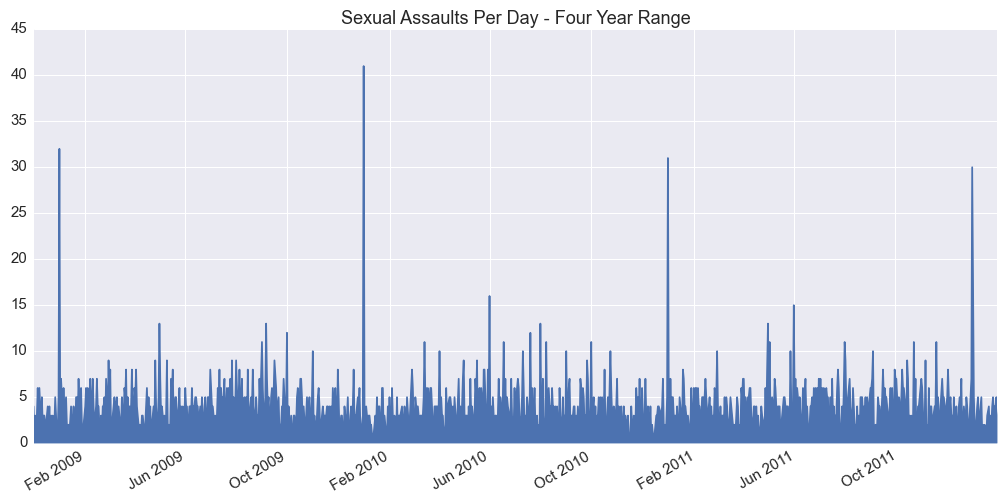 Sexual Assaults Per Day - Four Year Range
45
40
35
30
25
20
15
10
5
0
Feb 2009
Jun 2009
Oct 2009
Feb 2010
Jun 2010
Oct 2010
Feb 2011
Jun 2011
Oct 2011